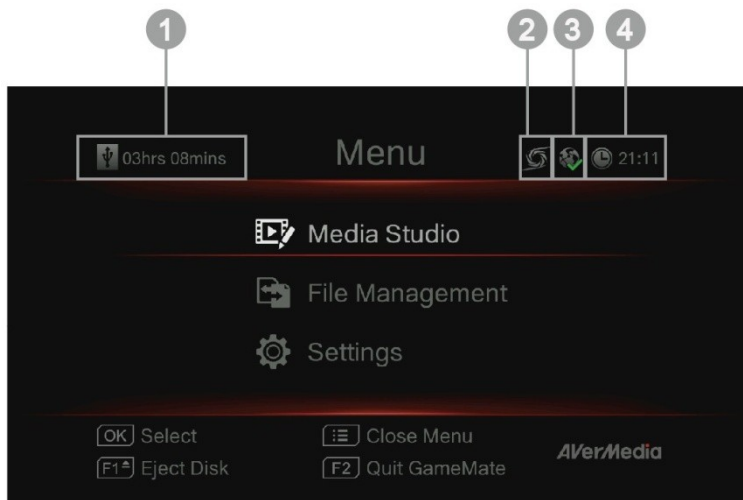 1 2 3 4
03hrs 08mins Menu 21:11
Media Studio
File Management
Settings
OK Select Close Menu
F1 Eject Disk F2 Quit GameMate
AVerMedia